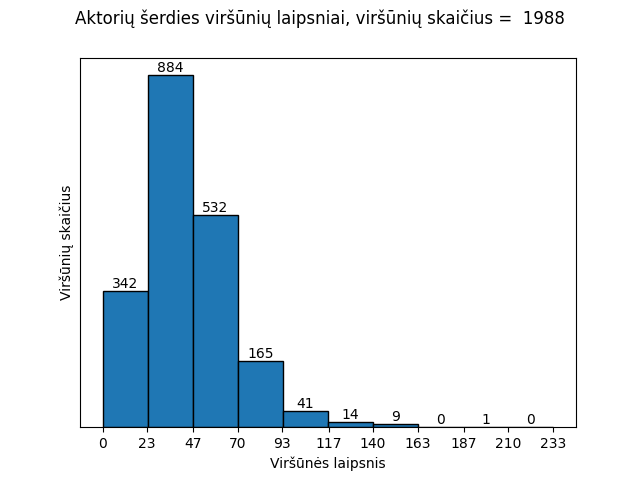 Aktorių šerdies viršūnių laipsniai, viršūnių skaičius =  1988
Viršūnių skaičius
342
884
532
165
41
14
9
0
1
0
0 23 47 70 93 117 140 163 187 210 233
Viršūnės laipsnis